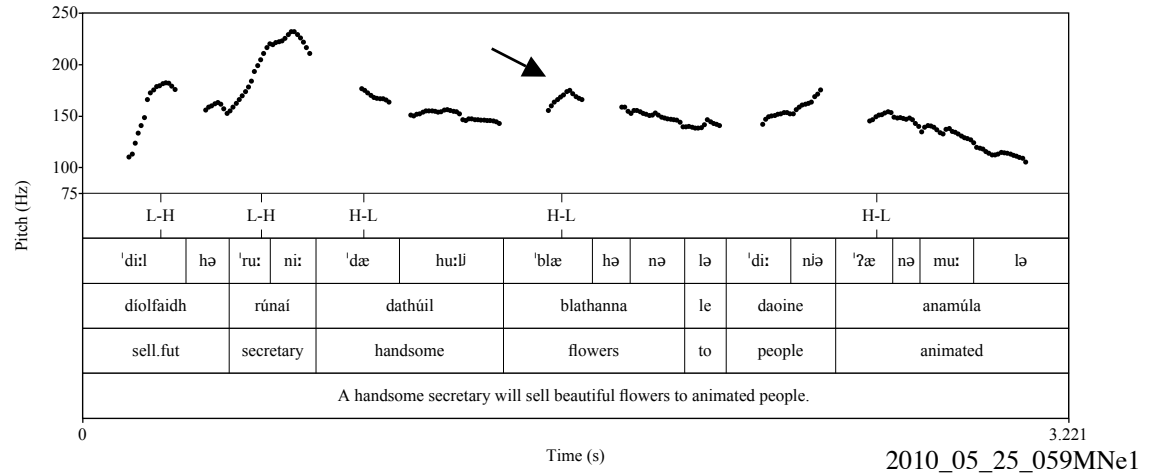 250
200
150
100
75
Pitch (Hz)
L-H L-H H-L H-L H-L
ˈdiːl hə ˈruː niː ˈdæ huːlj ˈblæ hə nə lə ˈdiː njə ˈʔæ nə muː lə
díolfaidh rúnaí dathúil blathanna le daoine anamúla
sell.fut secretary handsome flowers to people animated
A handsome secretary will sell beautiful flowers to animated people.
0 3.221
Time (s)
2010_05_25_059MNe1